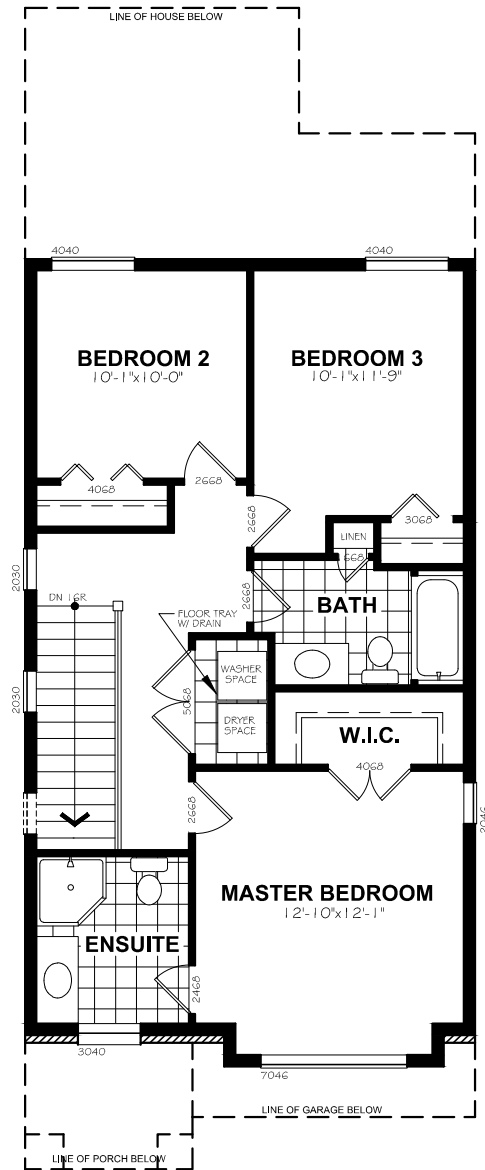 LINE OF HOUSE BELOW
4040
4040
BEDROOM 2
10'-1"x10'-0"
BEDROOM 3
10'-1"x11'-9"
4068
2668
2668
3068
LINEN
1668
2030
2668
BATH
DN 16R
FLOOR TRAY
W/ DRAIN
WASHER
SPACE
2030
5068
DRYER
SPACE
W.I.C.
4068
2668
2046
MASTER BEDROOM
12'-10"x12'-1"
ENSUITE
2468
3040
7046
LINE OF GARAGE BELOW
LINE OF PORCH BELOW